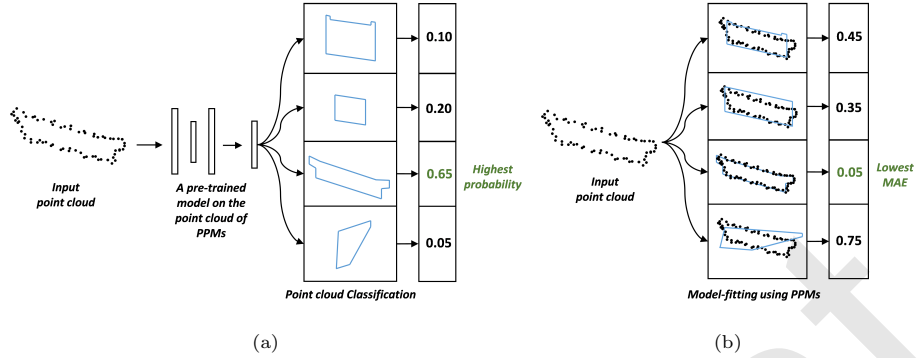 Input
point cloud
A pre-trained
model on the
point cloud of
PPMs
0.10
0.20
0.65
0.05
Highest
probability
Point cloud Classification
(a)
Input
point cloud
0.45
0.35
0.05
0.75
Lowest
MAE
Model-fitting using PPMs
(b)